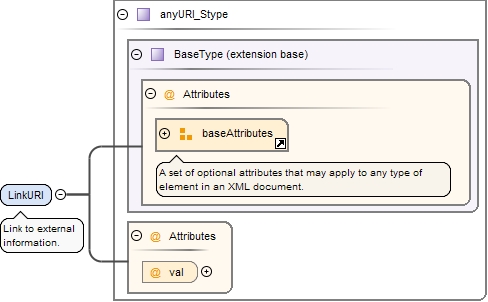 anyURI_Stype
BaseType (extension base)
@ Attributes
baseAttributes
A set of optional attributes that may apply to any type of
element in an XML document.
LinkURI
Link to external
information.
@ Attributes
@ val